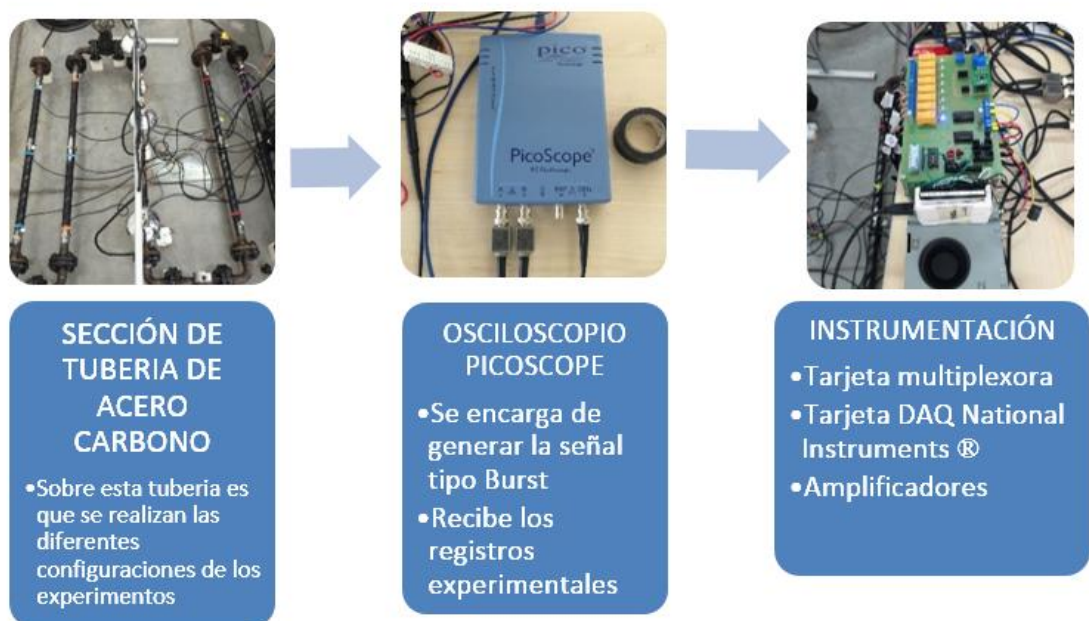 pico
PicoScope
SECCIÓN DE
TUBERIA DE
ACERO
CARBONO
•Sobre esta tuberia es
que se realizan las
diferentes
configuraciones de los
experimentos
OSCILOSCOPIO
PICOSCOPE
•Se encarga de
generar la señal
tipo Burst
•Recibe los
registros
experimentales
INSTRUMENTACIÓN
•Tarjeta multiplexora
•Tarjeta DAQ National
Instruments ®
•Amplificadores